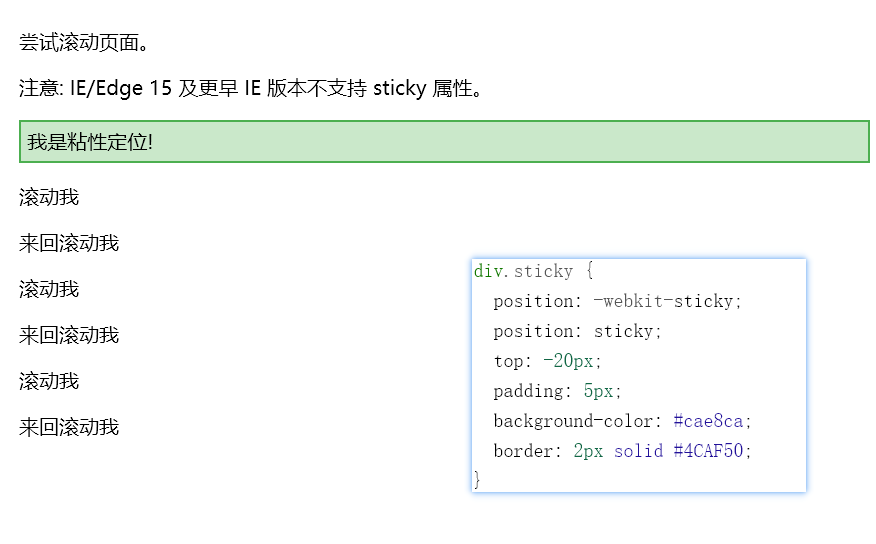 尝试滚动页面。
注意: IE/Edge 15 及更早 IE 版本不支持 sticky 属性。
我是粘性定位!
滚动我
来回滚动我
滚动我
来回滚动我
滚动我
来回滚动我
div.sticky {
  position: -webkit-sticky;
  position: sticky;
  top: -20px;
  padding: 5px;
  background-color: #cae8ca;
  border: 2px solid #4CAF50;
}